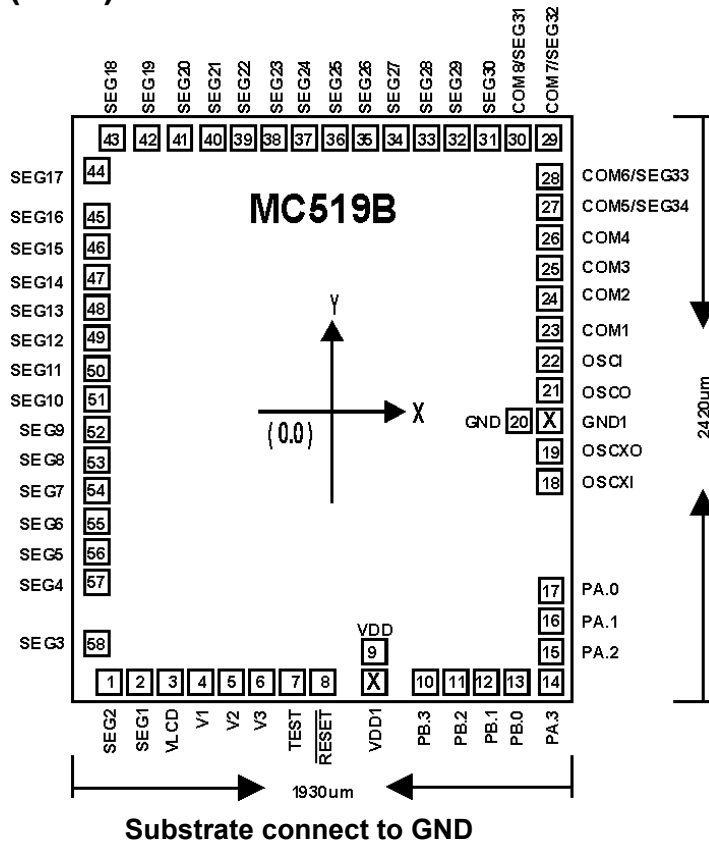 SEG18 SEG19 SEG20 SEG21 SEG22 SEG23 SEG24 SEG25 SEG26 SEG27 SEG28 SEG29 SEG30 COM8/SEG31 COM7/SEG32
43 42 41 40 39 38 37 36 35 34 33 32 31 30 29
SEG17 44 28 COM6/SEG33
SEG16 45 MC519B 27 COM5/SEG34
SEG15 46 26 COM4
SEG14 47 25 COM3
SEG13 48 Y 24 COM2
SEG12 49 23 COM1
SEG11 50 22 OSCI
SEG10 51 21 OSCO
X
SEG9 52 (0.0) GND 20 X GND1
2420um
SEG8 53 19 OSCXO
SEG7 54 18 OSCXI
SEG6 55
SEG5 56
SEG4 57 17 PA.0
16 PA.1
SEG3 58 VDD
9 15 PA.2
1 2 3 4 5 6 7 8 X 10 11 12 13 14
SEG2 SEG1 VLCD V1 V2 V3 TEST RESET VDD1 PB.3 PB.2 PB.1 PB.0 PA.3
1930um
Substrate connect to GND